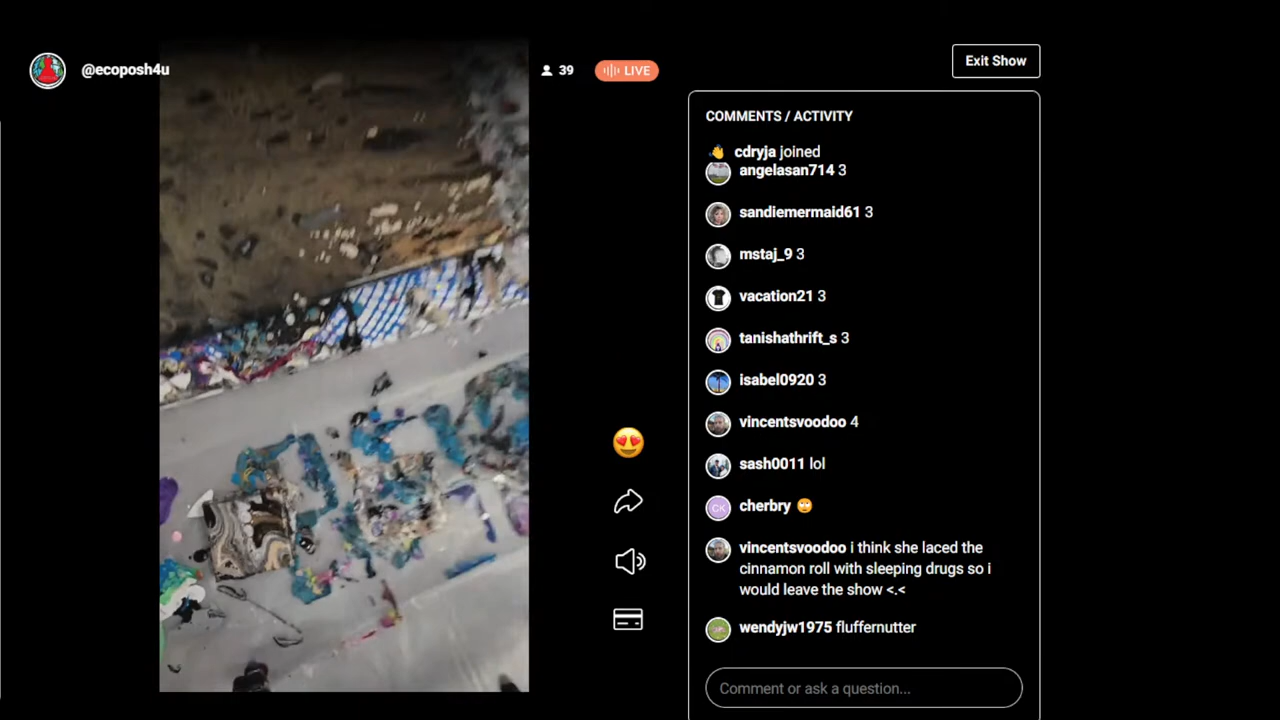 @ecoposh4u
39
LIVE
Exit Show
COMMENTS / ACTIVITY
cdryja joined
angelasan714 3
sandiemermaid61 3
mstaj_9 3
vacation21 3
tanishathrift_s 3
isabel0920 3
vincentsvoodoo 4
sash0011 lol
CK
cherbry 🙄
vincentsvoodoo i think she laced the
cinnamon roll with sleeping drugs so i
would leave the show <.<
wendyjw1975 fluffernutter
Comment or ask a question...